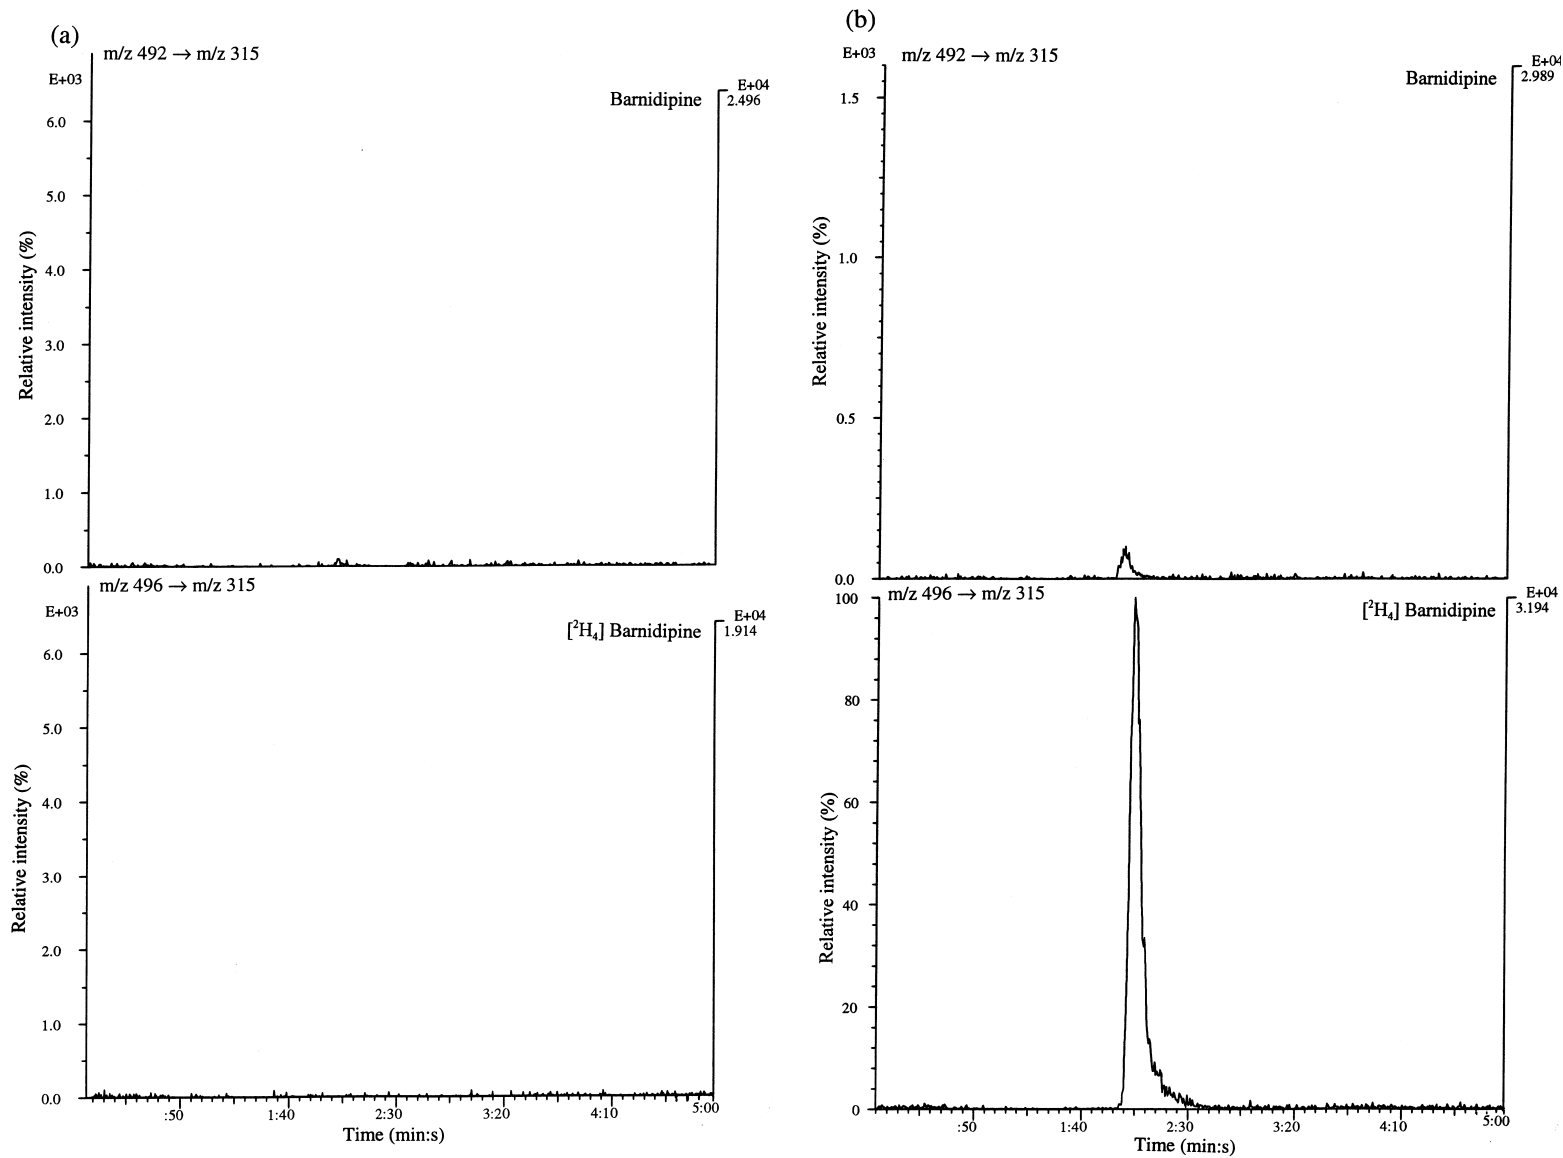 (a)
m/z 492 → m/z 315
E+03
Barnidipine
E+04
2.496
6.0
5.0
4.0
3.0
2.0
1.0
0.0
Relative intensity (%)
m/z 496 → m/z 315
E+03
[²H₄] Barnidipine
E+04
1.914
6.0
5.0
4.0
3.0
2.0
1.0
0.0
Relative intensity (%)
:50 1:40 2:30 3:20 4:10 5:00
Time (min:s)
(b)
m/z 492 → m/z 315
E+03
Barnidipine
E+04
2.989
1.5
1.0
0.5
0.0
Relative intensity (%)
m/z 496 → m/z 315
[²H₄] Barnidipine
E+04
3.194
100
80
60
40
20
0
Relative intensity (%)
:50 1:40 2:30 3:20 4:10 5:00
Time (min:s)